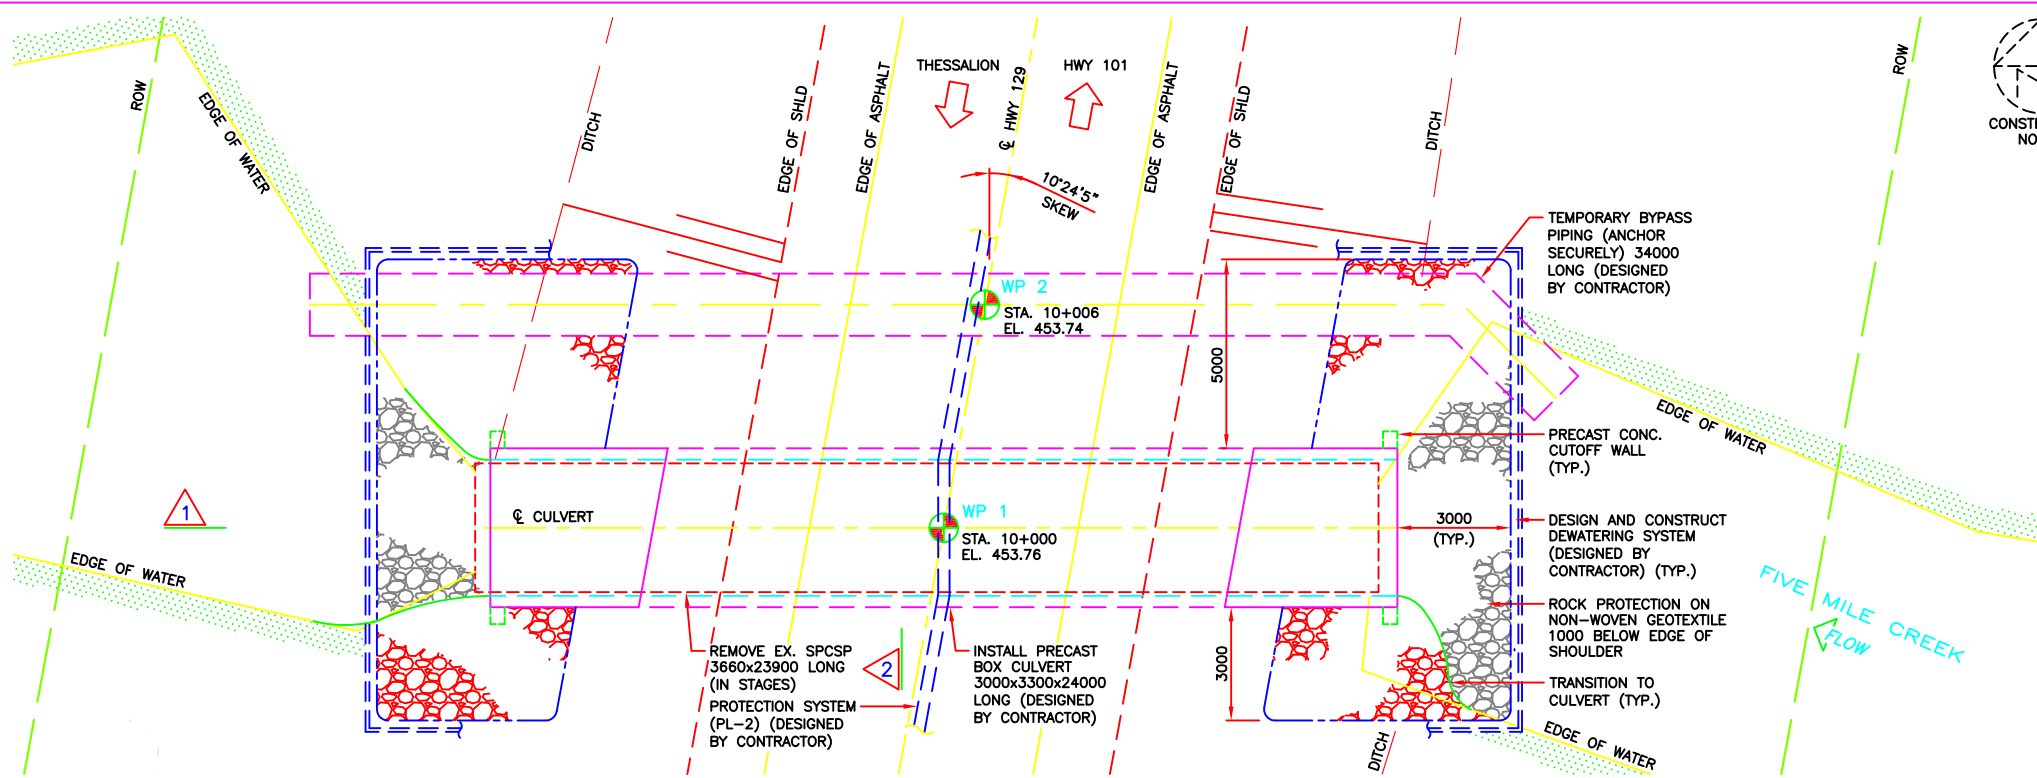 THESSALION
HWY 101
ROW
EDGE OF WATER
DITCH
EDGE OF SHLD
EDGE OF ASPHALT
℄ HWY 129
EDGE OF ASPHALT
EDGE OF SHLD
DITCH
ROW
10°24'5"
SKEW
TEMPORARY BYPASS
PIPING (ANCHOR
SECURELY) 34000
LONG (DESIGNED
BY CONTRACTOR)
WP 2
STA. 10+006
EL. 453.74
5000
EDGE OF WATER
PRECAST CONC.
CUTOFF WALL
(TYP.)
1
℄ CULVERT
WP 1
STA. 10+000
EL. 453.76
3000
(TYP.)
DESIGN AND CONSTRUCT
DEWATERING SYSTEM
(DESIGNED BY
CONTRACTOR) (TYP.)
EDGE OF WATER
FIVE MILE CREEK
FLOW
ROCK PROTECTION ON
NON-WOVEN GEOTEXTILE
1000 BELOW EDGE OF
SHOULDER
REMOVE EX. SPCSP
3660x23900 LONG
(IN STAGES)
2
INSTALL PRECAST
BOX CULVERT
3000x3300x24000
LONG (DESIGNED
BY CONTRACTOR)
3000
TRANSITION TO
CULVERT (TYP.)
PROTECTION SYSTEM
(PL-2) (DESIGNED
BY CONTRACTOR)
DITCH
EDGE OF WATER